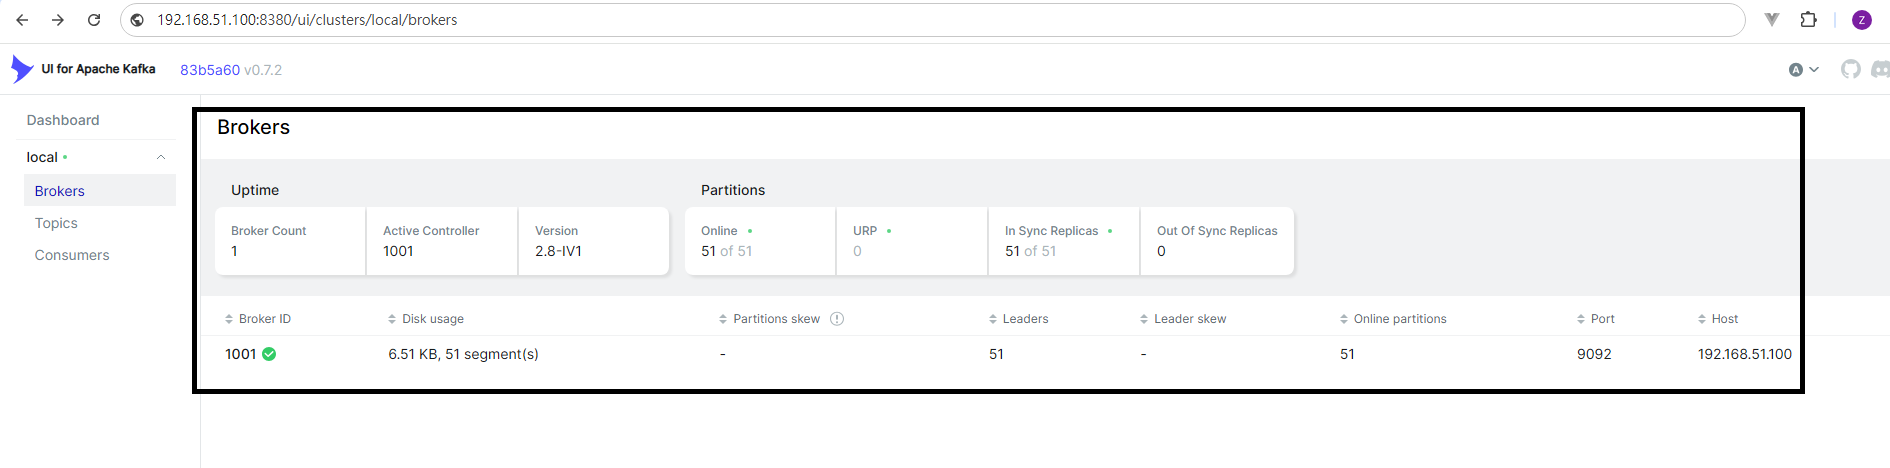 192.168.51.100:8380/ui/clusters/local/brokers
Z
UI for Apache Kafka 83b5a60 v0.7.2
A
Dashboard
local
Brokers
Topics
Consumers
Brokers
Uptime
Broker Count
1
Active Controller
1001
Version
2.8-IV1
Partitions
Online
51 of 51
URP
0
In Sync Replicas
51 of 51
Out Of Sync Replicas
0
Broker ID Disk usage Partitions skew Leaders Leader skew Online partitions Port Host
1001 6.51 KB, 51 segment(s) - 51 - 51 9092 192.168.51.100